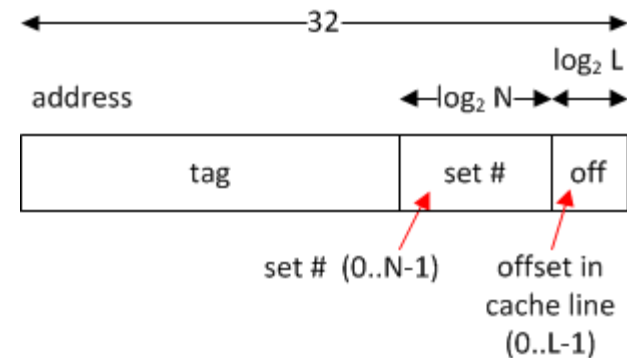 32
log₂ L
address
log₂ N
tag
set #
off
set # (0..N-1)
offset in
cache line
(0..L-1)